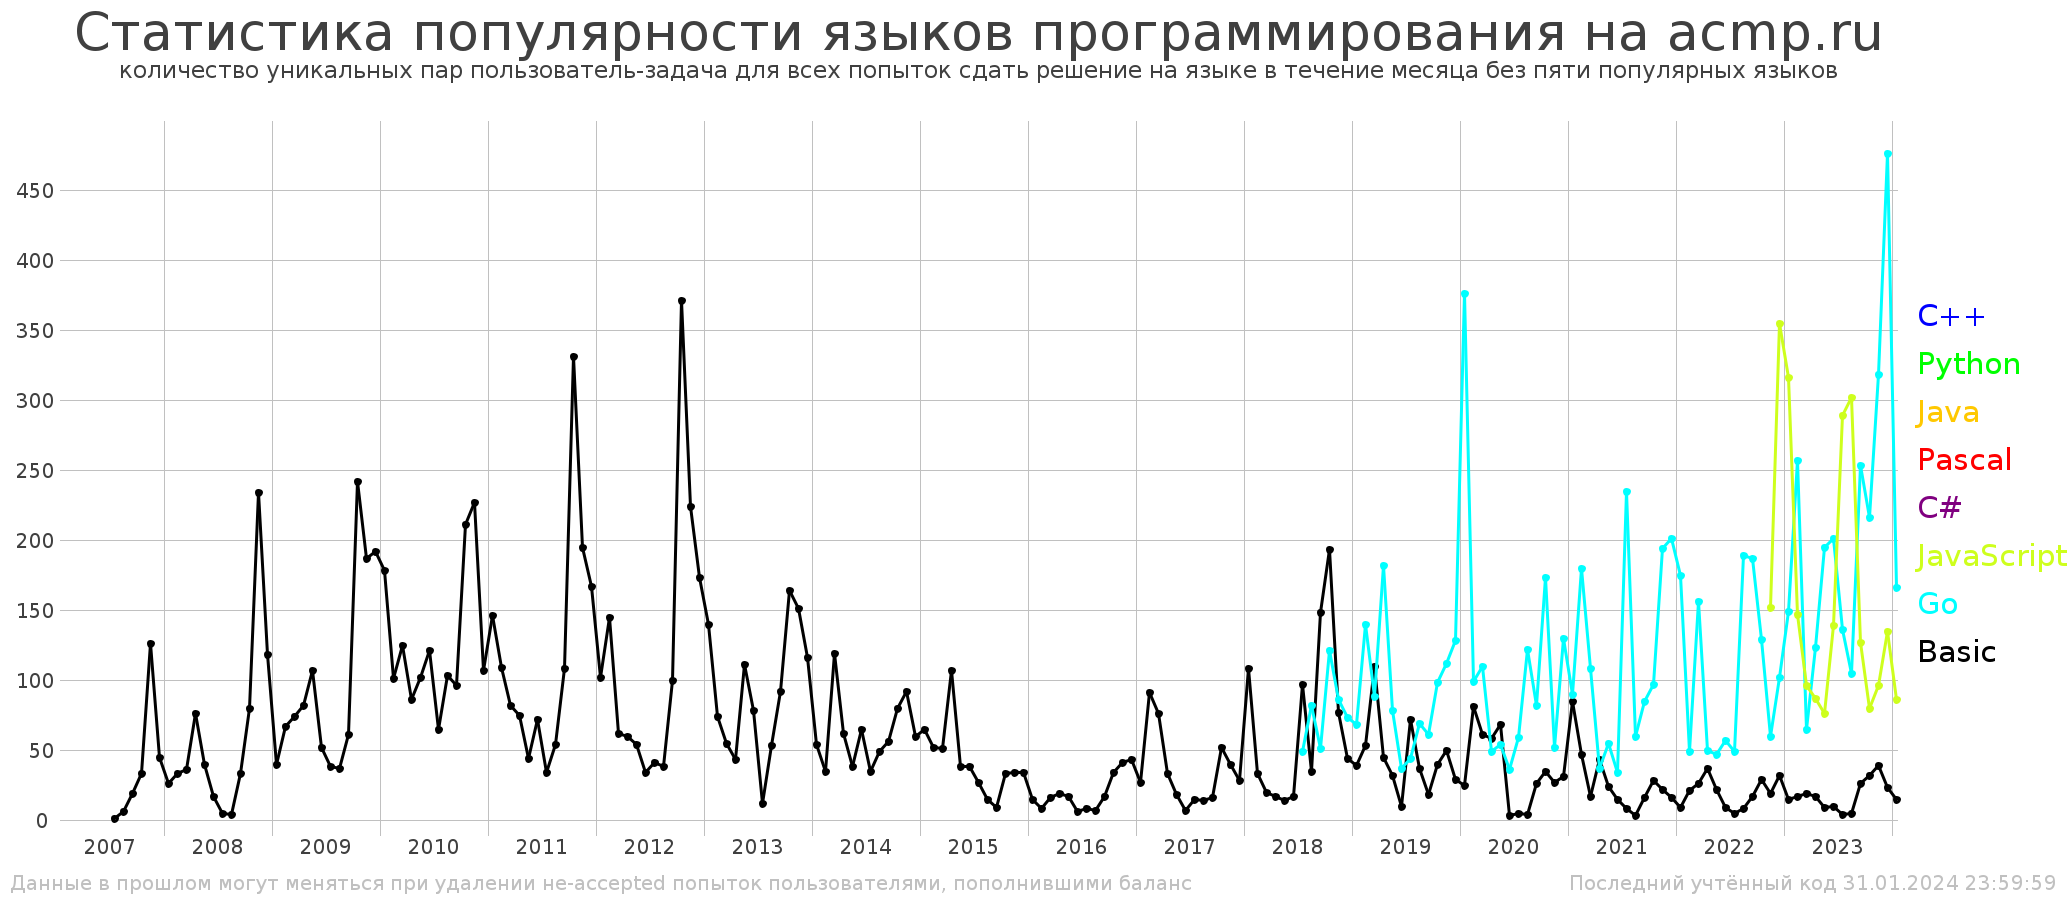 Статистика популярности языков программирования на acmp.ru
количество уникальных пар пользователь-задача для всех попыток сдать решение на языке в течение месяца без пяти популярных языков
450
400
350
300
250
200
150
100
50
0
C++
Python
Java
Pascal
C#
JavaScript
Go
Basic
2007 2008 2009 2010 2011 2012 2013 2014 2015 2016 2017 2018 2019 2020 2021 2022 2023
Данные в прошлом могут меняться при удалении не-accepted попыток пользователями, пополнившими баланс
Последний учтённый код 31.01.2024 23:59:59